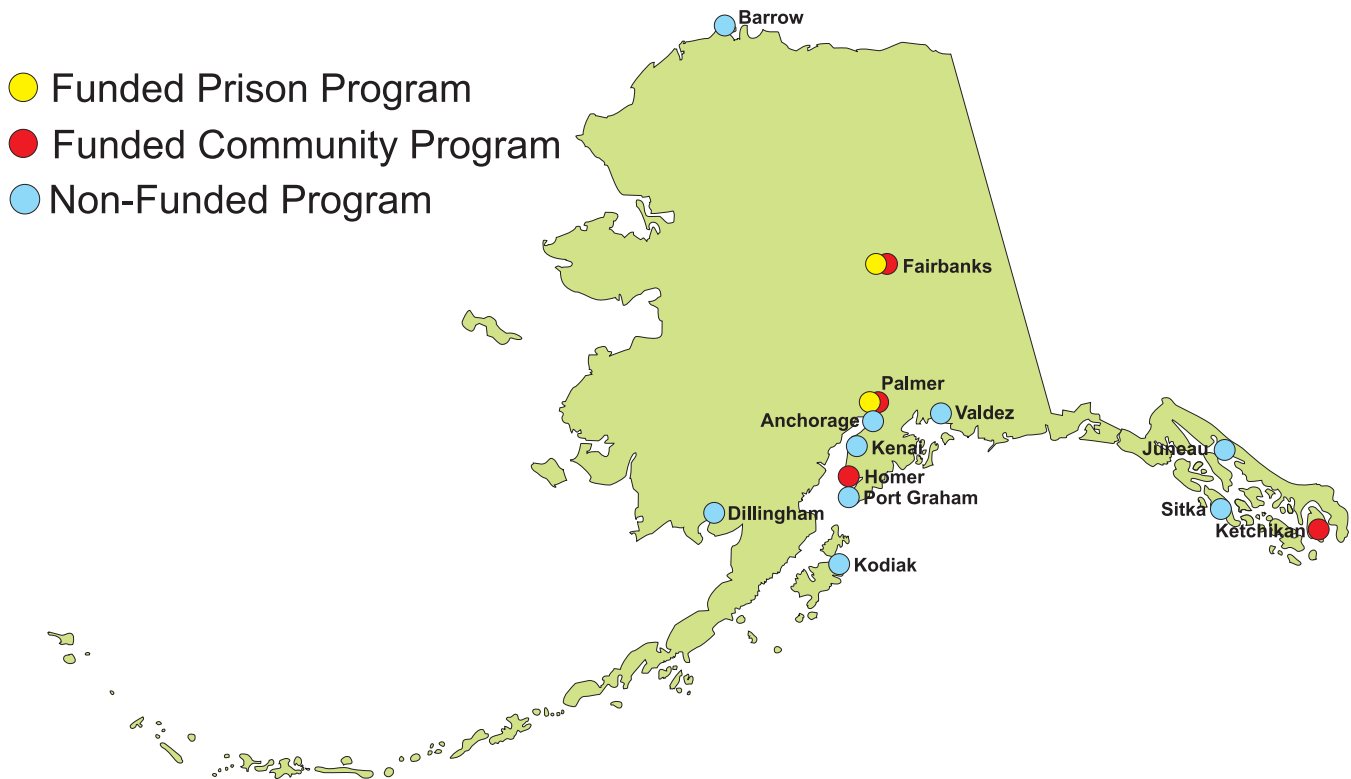 Barrow
Funded Prison Program
Funded Community Program
Non-Funded Program
Fairbanks
Palmer
Anchorage
Valdez
Kenai
Juneau
Homer
Port Graham
Dillingham
Sitka
Ketchikan
Kodiak